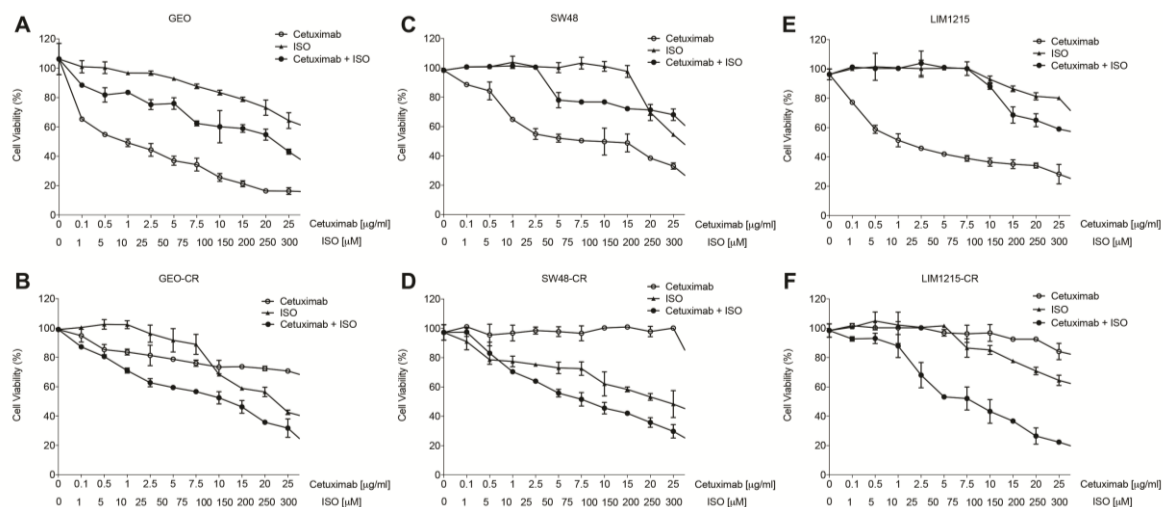 A
GEO
Cetuximab
ISO
Cetuximab + ISO
Cell Viability (%)
120
100
80
60
40
20
0
0 0.1 0.5 1 2.5 5 7.5 10 15 20 25 Cetuximab [µg/ml]
0 1 5 10 25 50 75 100 150 200 250 300 ISO [µM]
C
SW48
Cetuximab
ISO
Cetuximab + ISO
Cell Viability (%)
120
100
80
60
40
20
0
0 0.1 0.5 1 2.5 5 7.5 10 15 20 25 Cetuximab [µg/ml]
0 1 5 10 25 50 75 100 150 200 250 300 ISO [µM]
E
LIM1215
Cetuximab
ISO
Cetuximab + ISO
Cell Viability (%)
120
100
80
60
40
20
0
0 0.1 0.5 1 2.5 5 7.5 10 15 20 25 Cetuximab [µg/ml]
0 1 5 10 25 50 75 100 150 200 250 300 ISO [µM]
B
GEO-CR
Cetuximab
ISO
Cetuximab + ISO
Cell Viability (%)
120
100
80
60
40
20
0
0 0.1 0.5 1 2.5 5 7.5 10 15 20 25 Cetuximab [µg/ml]
0 1 5 10 25 50 75 100 150 200 250 300 ISO [µM]
D
SW48-CR
Cetuximab
ISO
Cetuximab + ISO
Cell Viability (%)
120
100
80
60
40
20
0
0 0.1 0.5 1 2.5 5 7.5 10 15 20 25 Cetuximab [µg/ml]
0 1 5 10 25 50 75 100 150 200 250 300 ISO [µM]
F
LIM1215-CR
Cetuximab
ISO
Cetuximab + ISO
Cell Viability (%)
120
100
80
60
40
20
0
0 0.1 0.5 1 2.5 5 7.5 10 15 20 25 Cetuximab [µg/ml]
0 1 5 10 25 50 75 100 150 200 250 300 ISO [µM]